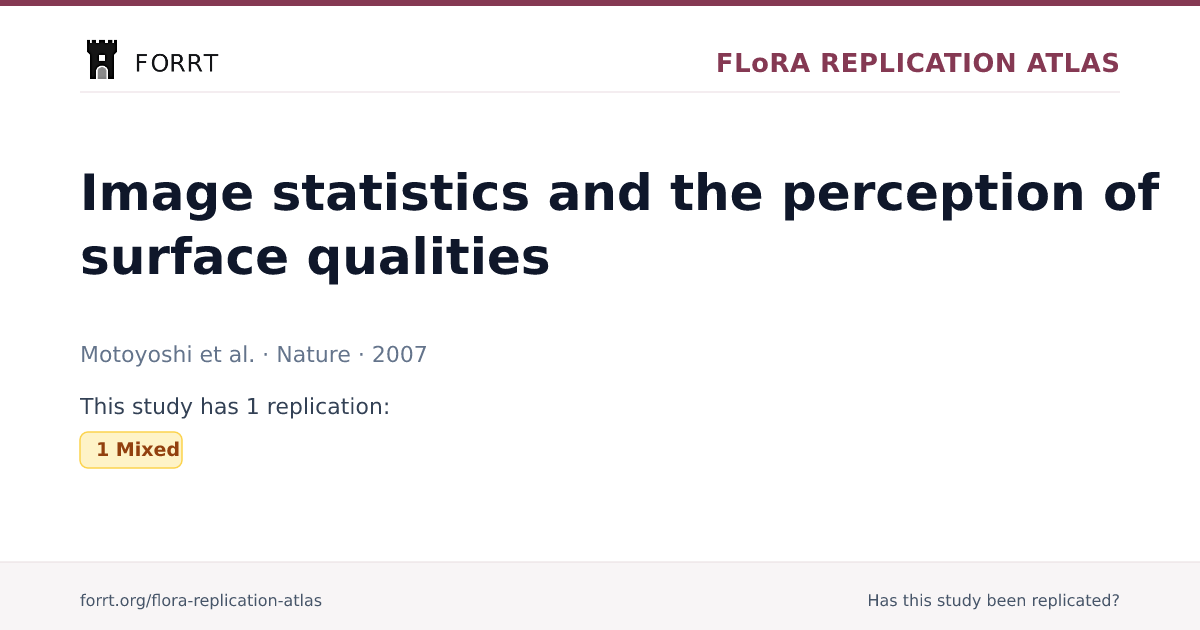 FORRT
FLoRA REPLICATION ATLAS
Image statistics and the perception of
surface qualities
Motoyoshi et al. · Nature · 2007
This study has 1 replication:
1 Mixed
forrt.org/flora-replication-atlas
Has this study been replicated?